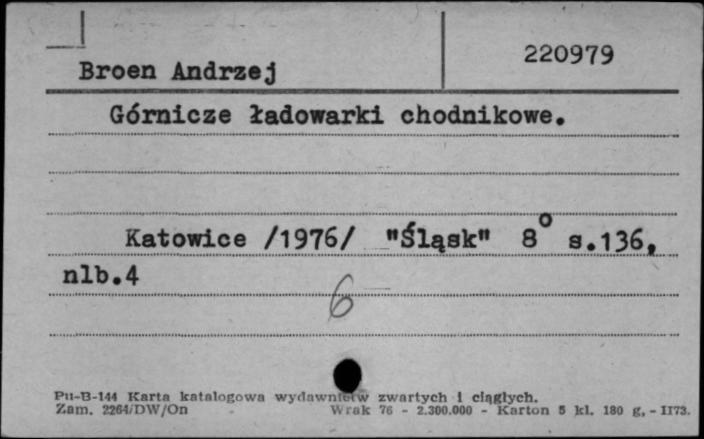 220979
Broen Andrzej
Górnicze ładowarki chodnikowe.
Katowice /1976/ "Śląsk" 8° s.136,
nlb.4
6
Pu-B-144 Karta katalogowa wydawnictw zwartych i ciągłych.
Zam. 2264/DW/On Wrak 76 - 2.300.000 - Karton 5 kl. 180 g. - II73.